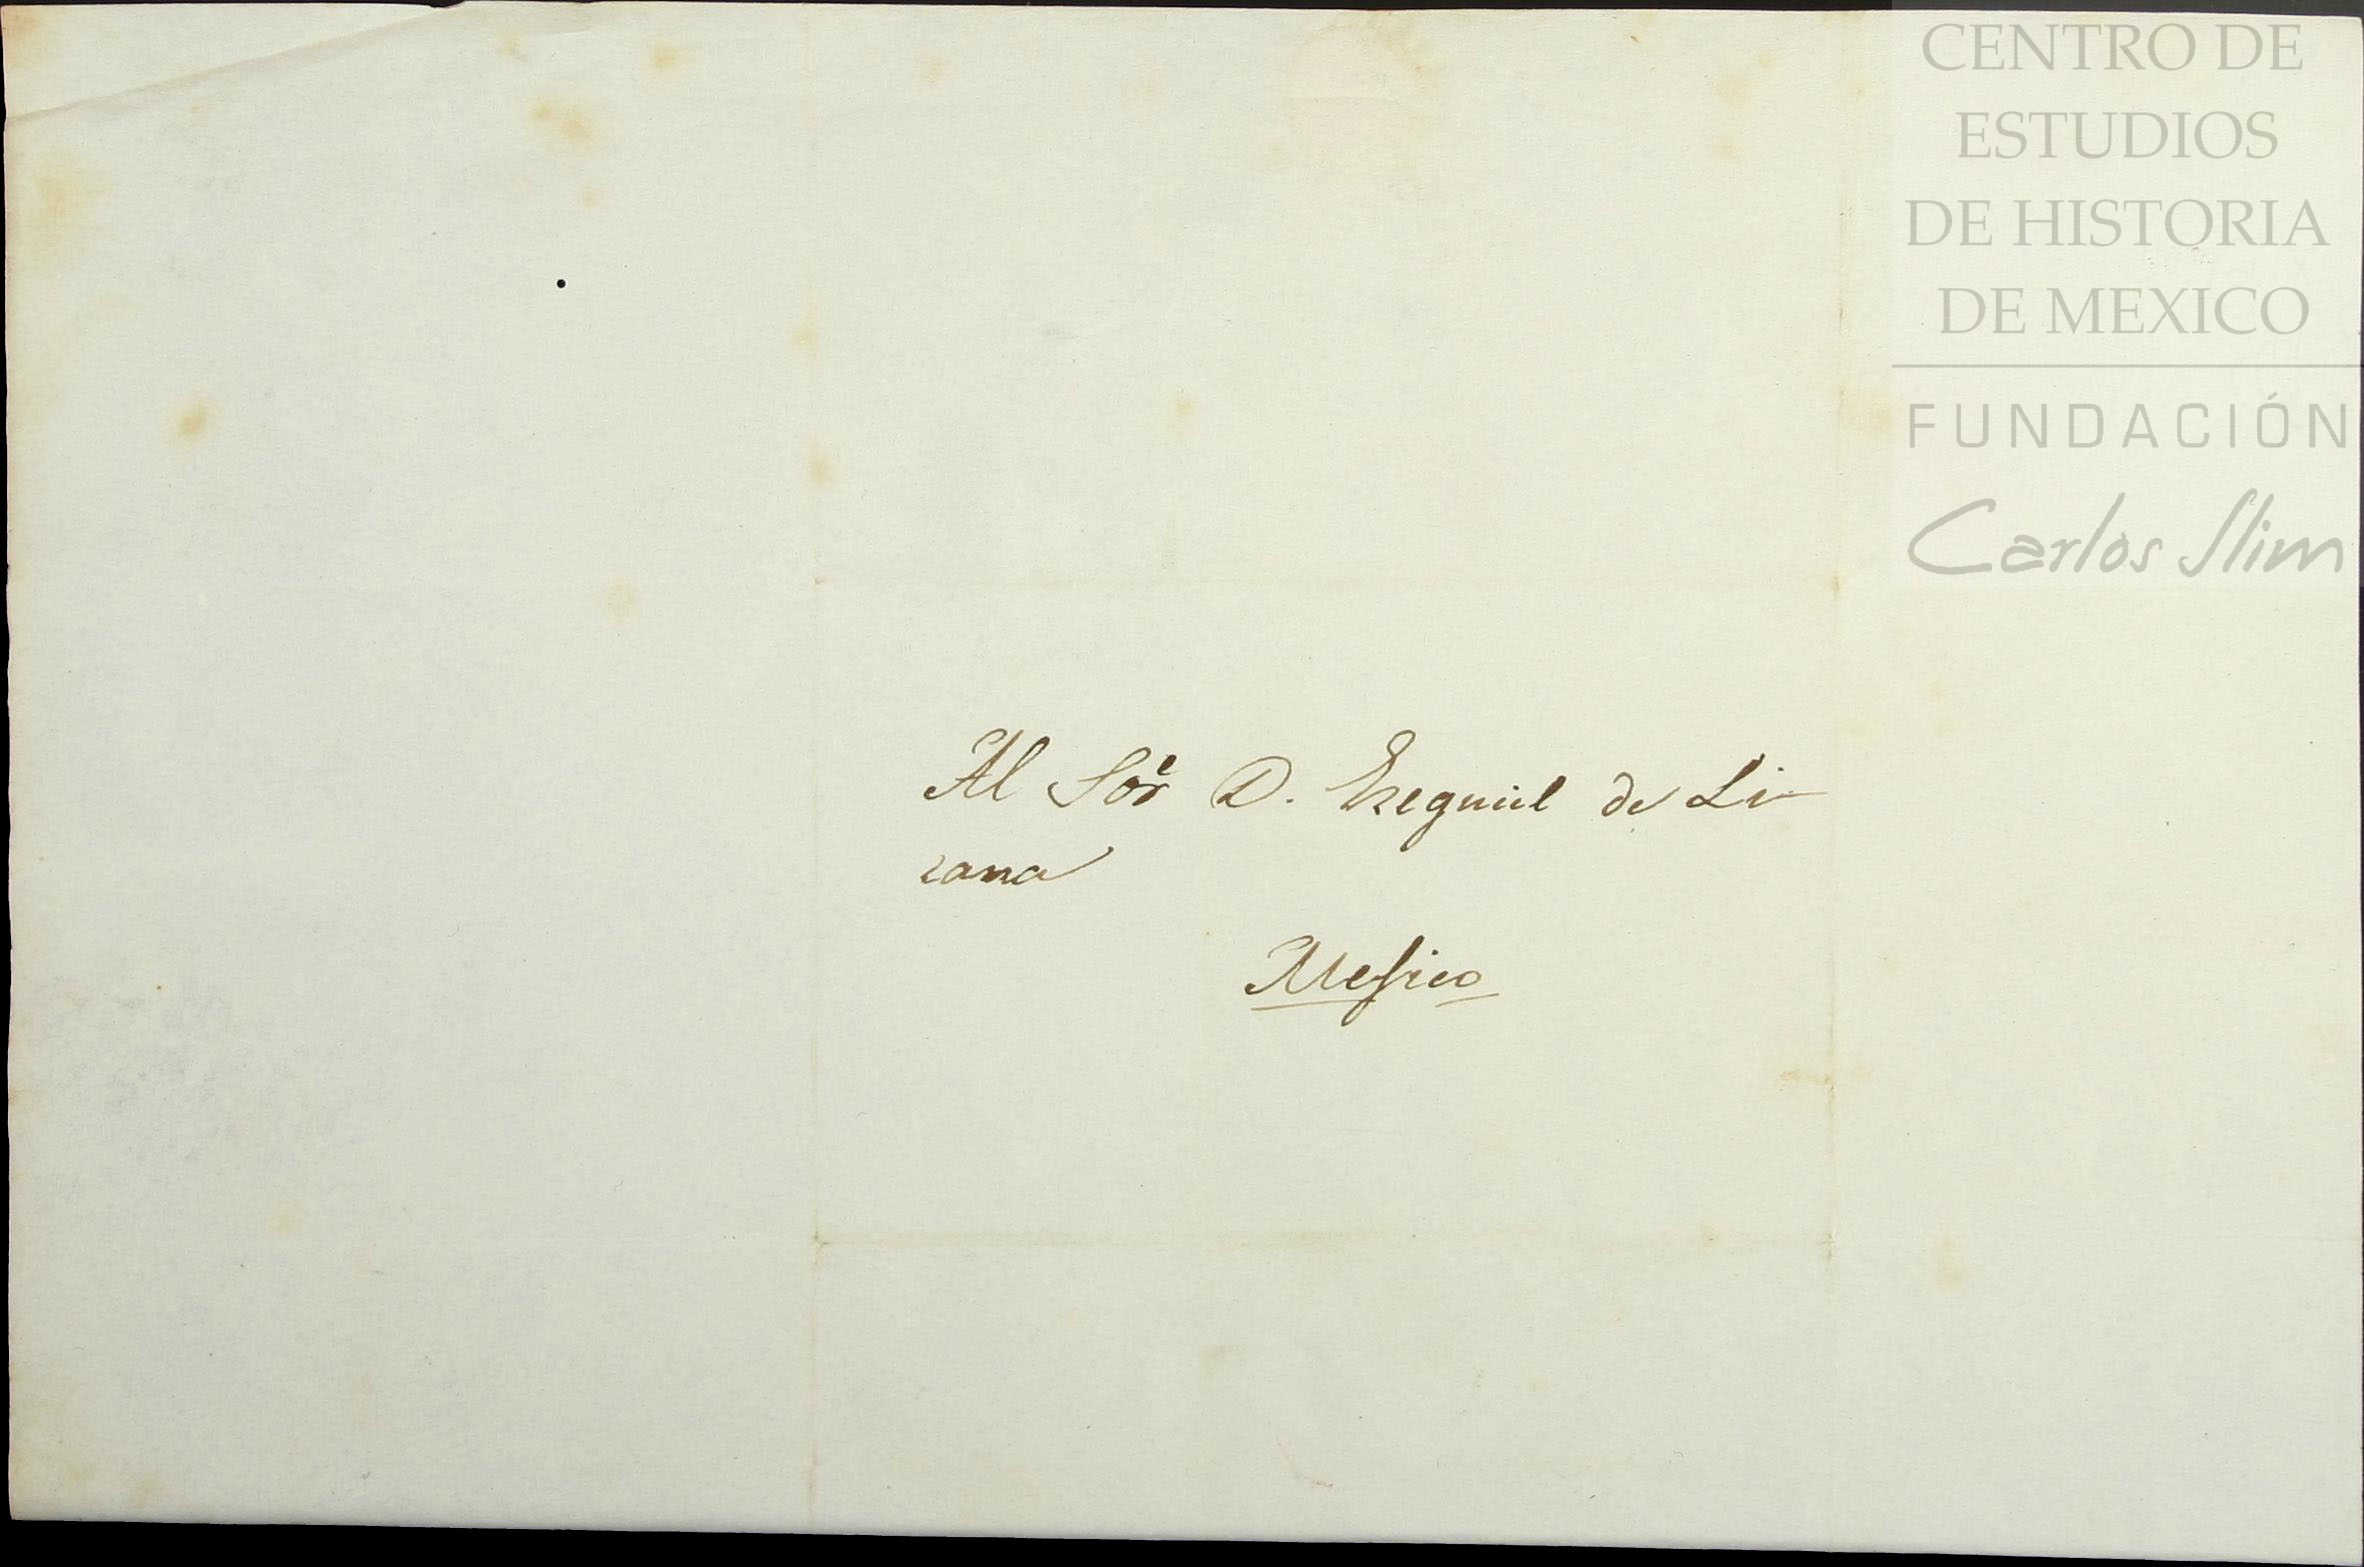 CENTRO DE
ESTUDIOS
DE HISTORIA
DE MEXICO
FUNDACIÓN
Carlos Slim
Al Sor D. Ezequiel de Li-
zana
Mexico